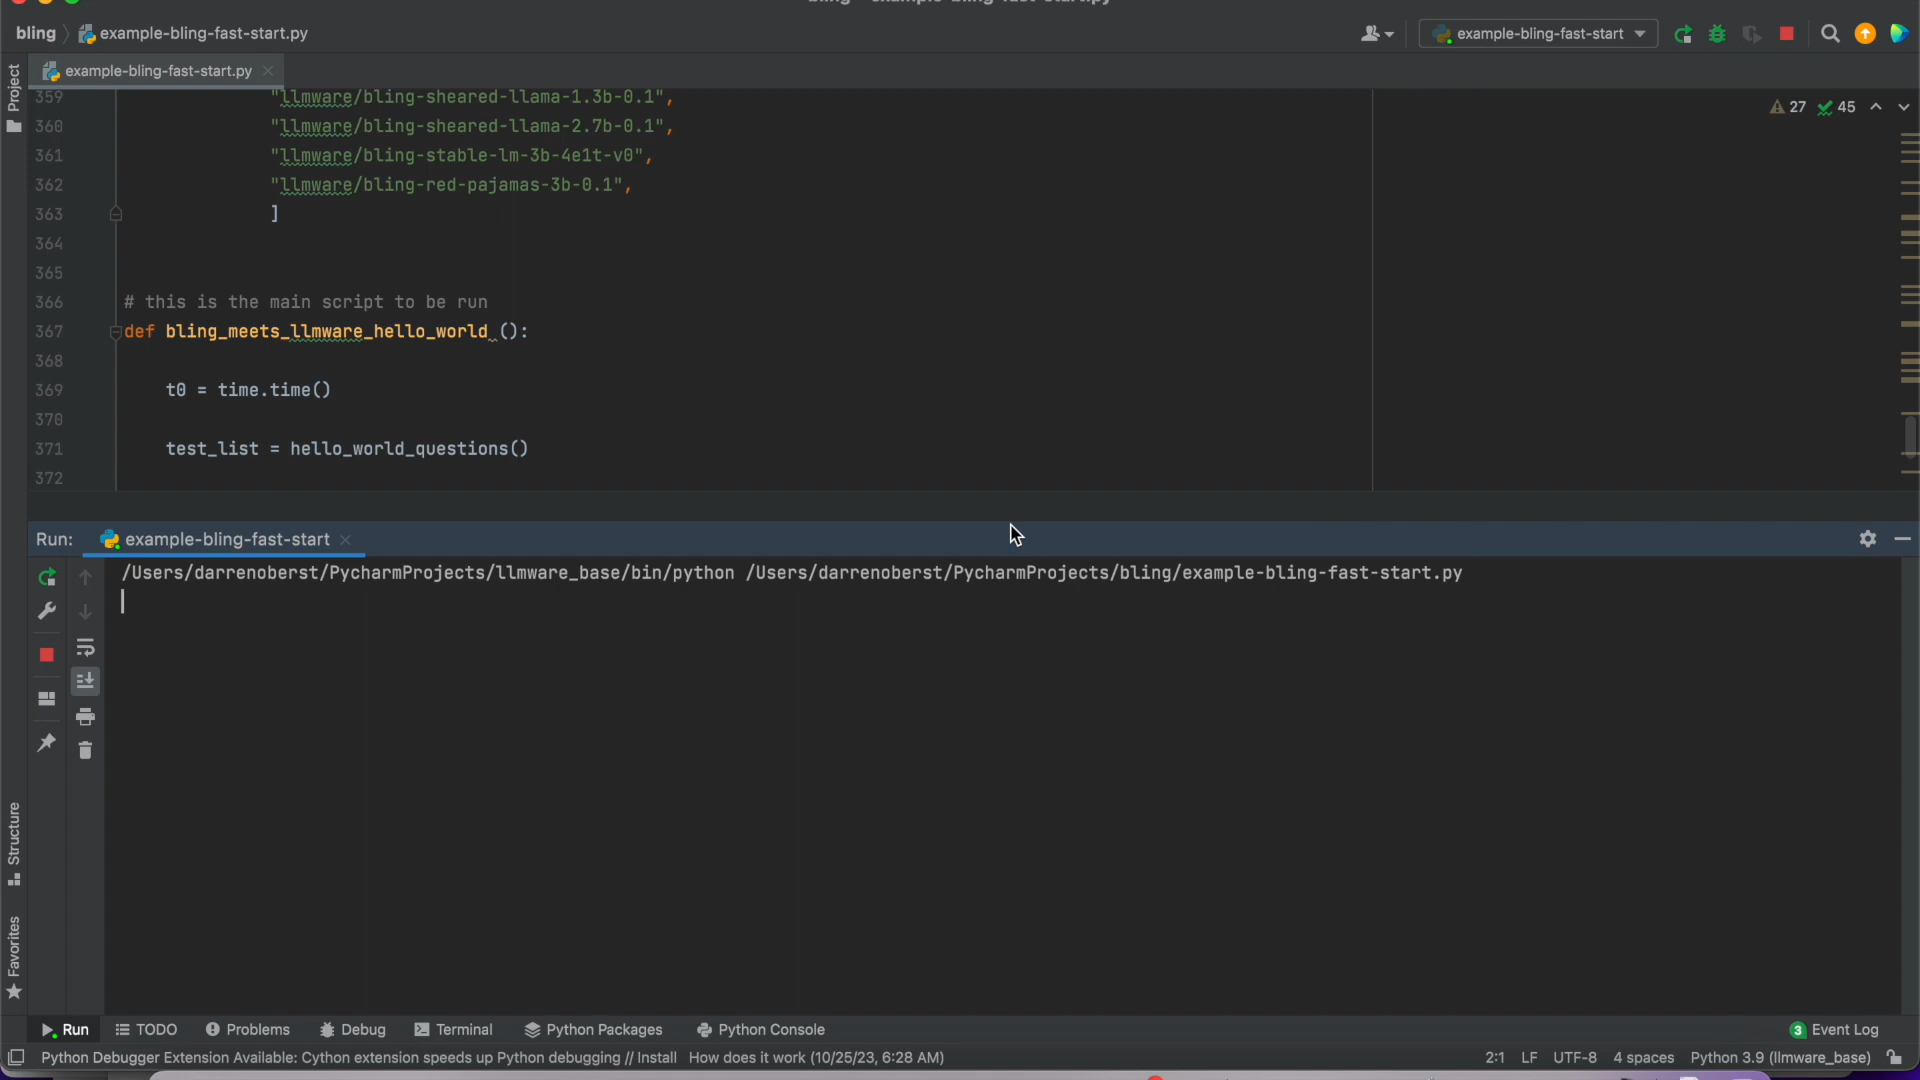 bling example-bling-fast-start.py example-bling-fast-start
Project example-bling-fast-start.py
359 "llmware/bling-sheared-llama-1.3b-0.1",
27 45
360 "llmware/bling-sheared-llama-2.7b-0.1",
361 "llmware/bling-stable-lm-3b-4e1t-v0",
362 "llmware/bling-red-pajamas-3b-0.1",
363 ]
364
365
366 # this is the main script to be run
367 def bling_meets_llmware_hello_world_():
368
369 t0 = time.time()
370
371 test_list = hello_world_questions()
372
Run: example-bling-fast-start
/Users/darrenoberst/PycharmProjects/llmware_base/bin/python /Users/darrenoberst/PycharmProjects/bling/example-bling-fast-start.py
Structure
Favorites
Run TODO Problems Debug Terminal Python Packages Python Console 3 Event Log
Python Debugger Extension Available: Cython extension speeds up Python debugging // Install How does it work (10/25/23, 6:28 AM) 2:1 LF UTF-8 4 spaces Python 3.9 (llmware_base)